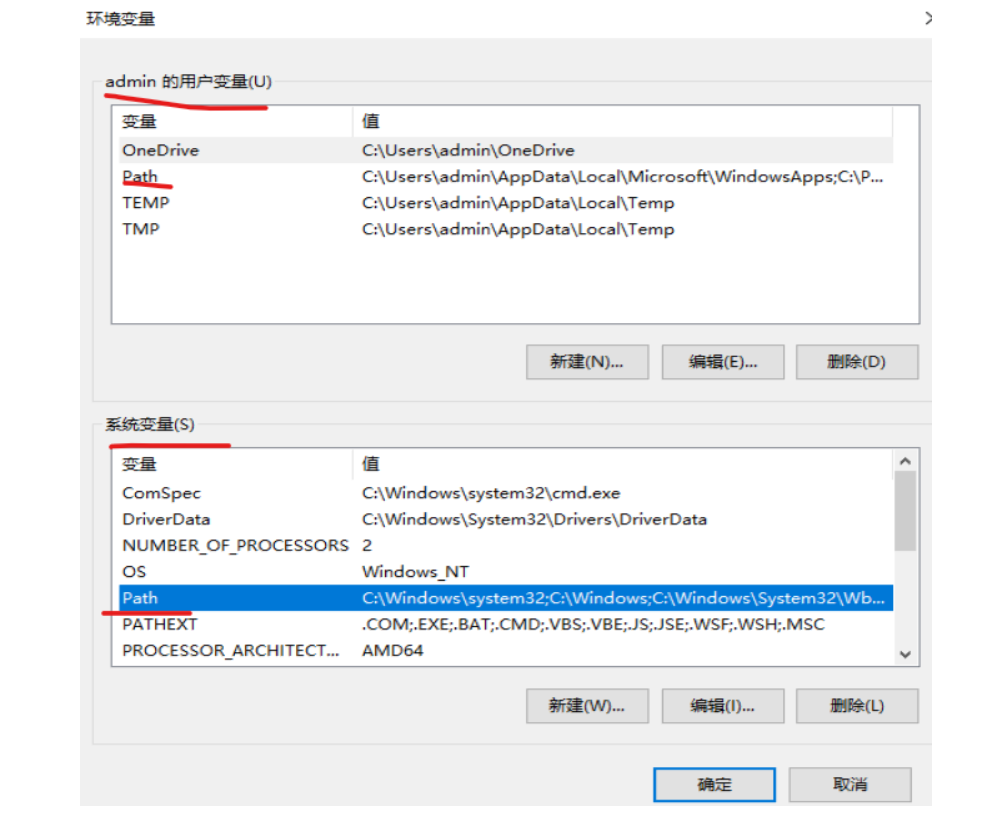 环境变量
admin 的用户变量(U)
变量 值
OneDrive C:\Users\admin\OneDrive
Path C:\Users\admin\AppData\Local\Microsoft\WindowsApps;C:\P...
TEMP C:\Users\admin\AppData\Local\Temp
TMP C:\Users\admin\AppData\Local\Temp
新建(N)... 编辑(E)... 删除(D)
系统变量(S)
变量 值
ComSpec C:\Windows\system32\cmd.exe
DriverData C:\Windows\System32\Drivers\DriverData
NUMBER_OF_PROCESSORS 2
OS Windows_NT
Path C:\Windows\system32;C:\Windows;C:\Windows\System32\Wb...
PATHEXT .COM;.EXE;.BAT;.CMD;.VBS;.VBE;.JS;.JSE;.WSF;.WSH;.MSC
PROCESSOR_ARCHITECT... AMD64
新建(W)... 编辑(I)... 删除(L)
确定 取消